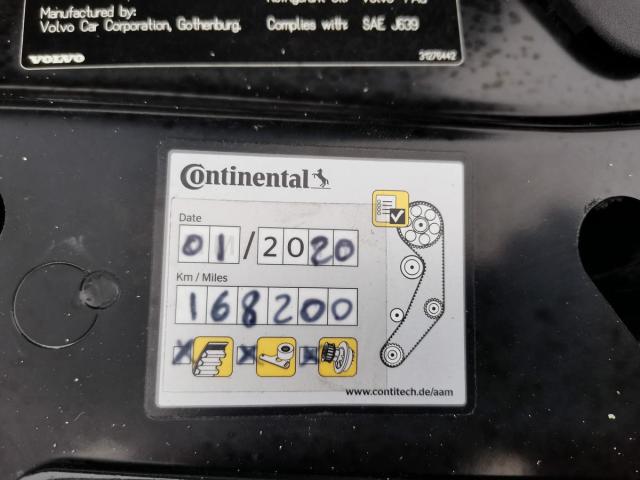 Manufactured by:
Volvo Car Corporation, Gothenburg.
Complies with: SAE J639
VOLVO
31276442
Continental
Date
01/2020
Km / Miles
168200
www.contitech.de/aam